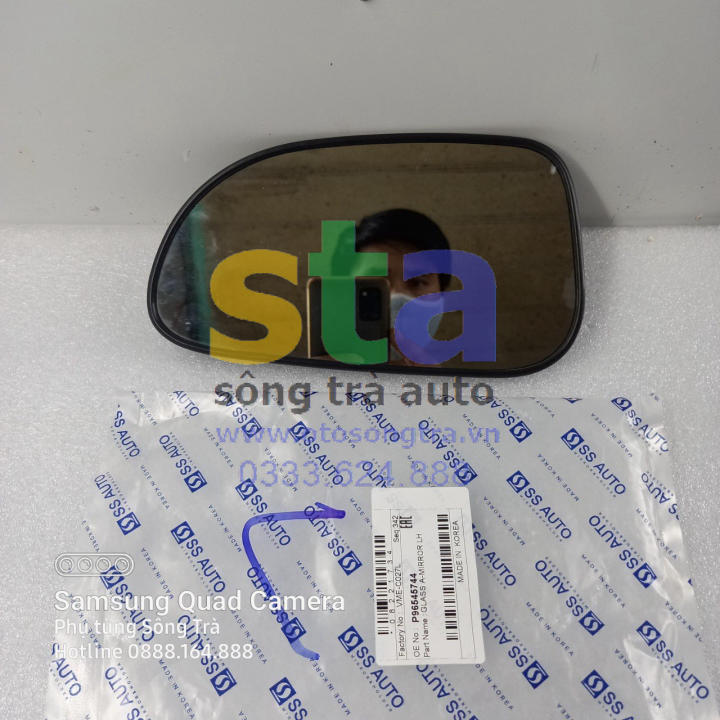 sta
sông trà auto
www.otosongtra.vn
0333.624.888
SS AUTO
MADE IN KOREA
Factory No : VME-C027L
Seq 342
EAC
OE No. : P96545744
Part Name : GLASS A-MIRROR LH
MADE IN KOREA
Samsung Quad Camera
Phụ tùng Sông Trà
Hotline 0888.164.888